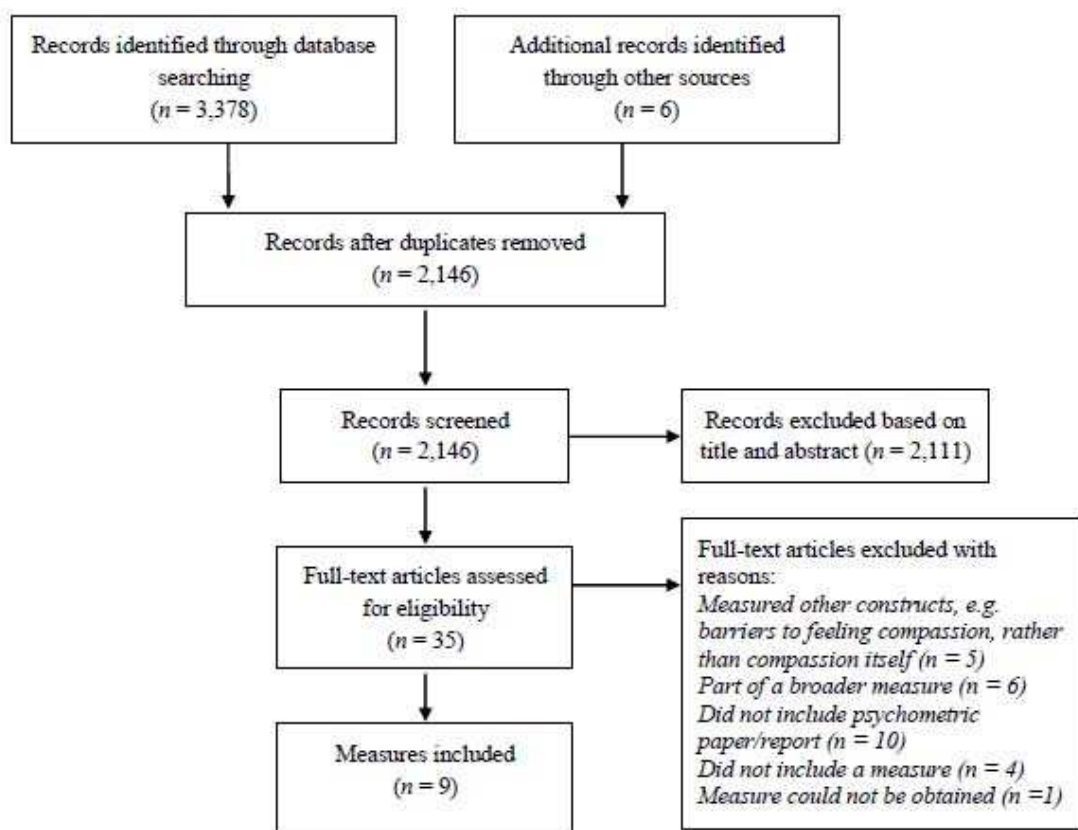 Records identified through database
searching
(n = 3,378)
Additional records identified
through other sources
(n = 6)
Records after duplicates removed
(n = 2,146)
Records screened
(n = 2,146)
Records excluded based on
title and abstract (n = 2,111)
Full-text articles assessed
for eligibility
(n = 35)
Full-text articles excluded with
reasons:
Measured other constructs, e.g.
barriers to feeling compassion, rather
than compassion itself (n = 5)
Part of a broader measure (n = 6)
Did not include psychometric
paper/report (n = 10)
Did not include a measure (n = 4)
Measure could not be obtained (n =1)
Measures included
(n = 9)